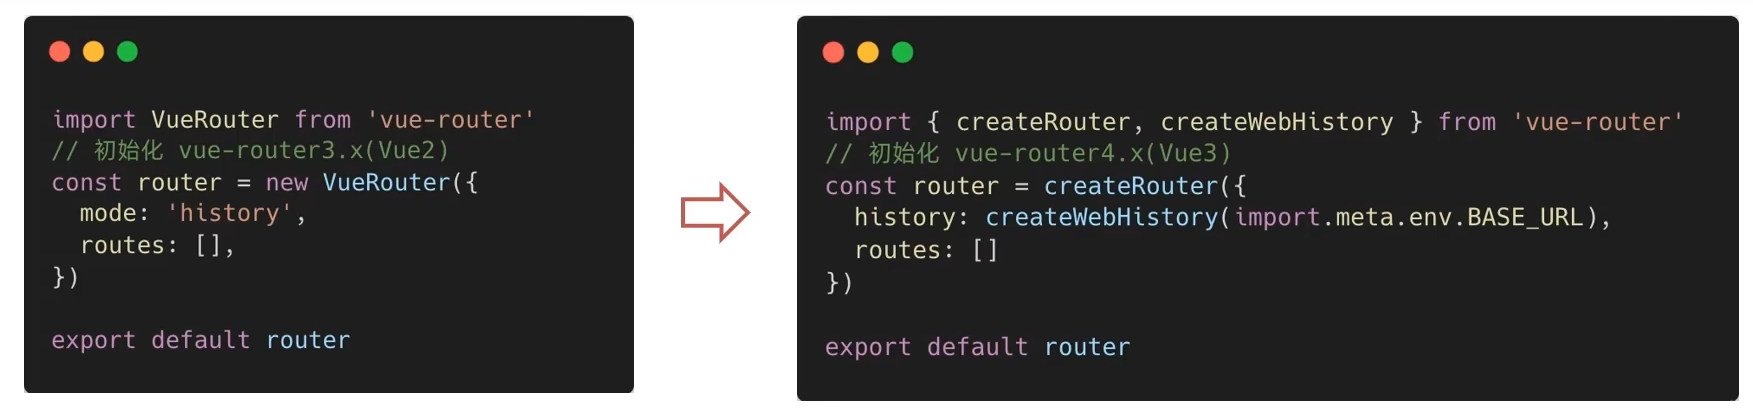 import VueRouter from 'vue-router'
// 初始化 vue-router3.x(Vue2)
const router = new VueRouter({
  mode: 'history',
  routes: [],
})

export default router

import { createRouter, createWebHistory } from 'vue-router'
// 初始化 vue-router4.x(Vue3)
const router = createRouter({
  history: createWebHistory(import.meta.env.BASE_URL),
  routes: []
})

export default router